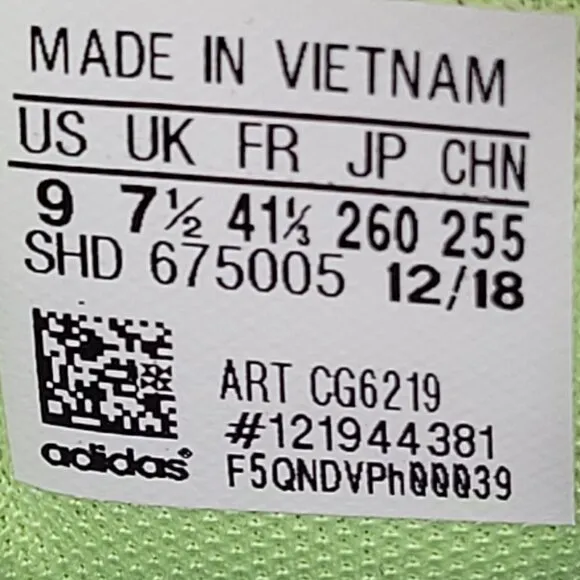 MADE IN VIETNAM
US UK FR JP CHN
9 7½ 41⅓ 260 255
SHD 675005 12/18
ART CG6219
#121944381
adidas® F5QNDVPh00039